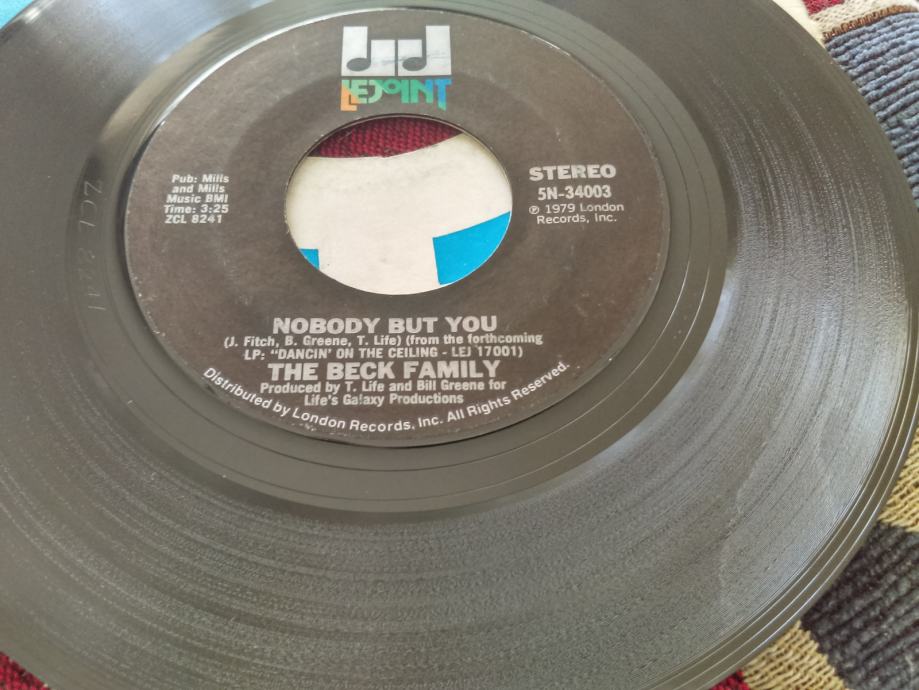 LEJOINT
Pub: Mills
and Mills
Music BMI
Time: 3:25
ZCL 8241
STEREO
5N-34003
℗ 1979 London
Records, Inc.
NOBODY BUT YOU
(J. Fitch, B. Greene, T. Life) (from the forthcoming
LP: "DANCIN' ON THE CEILING - LEJ 17001)
THE BECK FAMILY
Produced by T. Life and Bill Greene for
Life's Galaxy Productions
Distributed by London Records, Inc. All Rights Reserved.
ZCL 8241